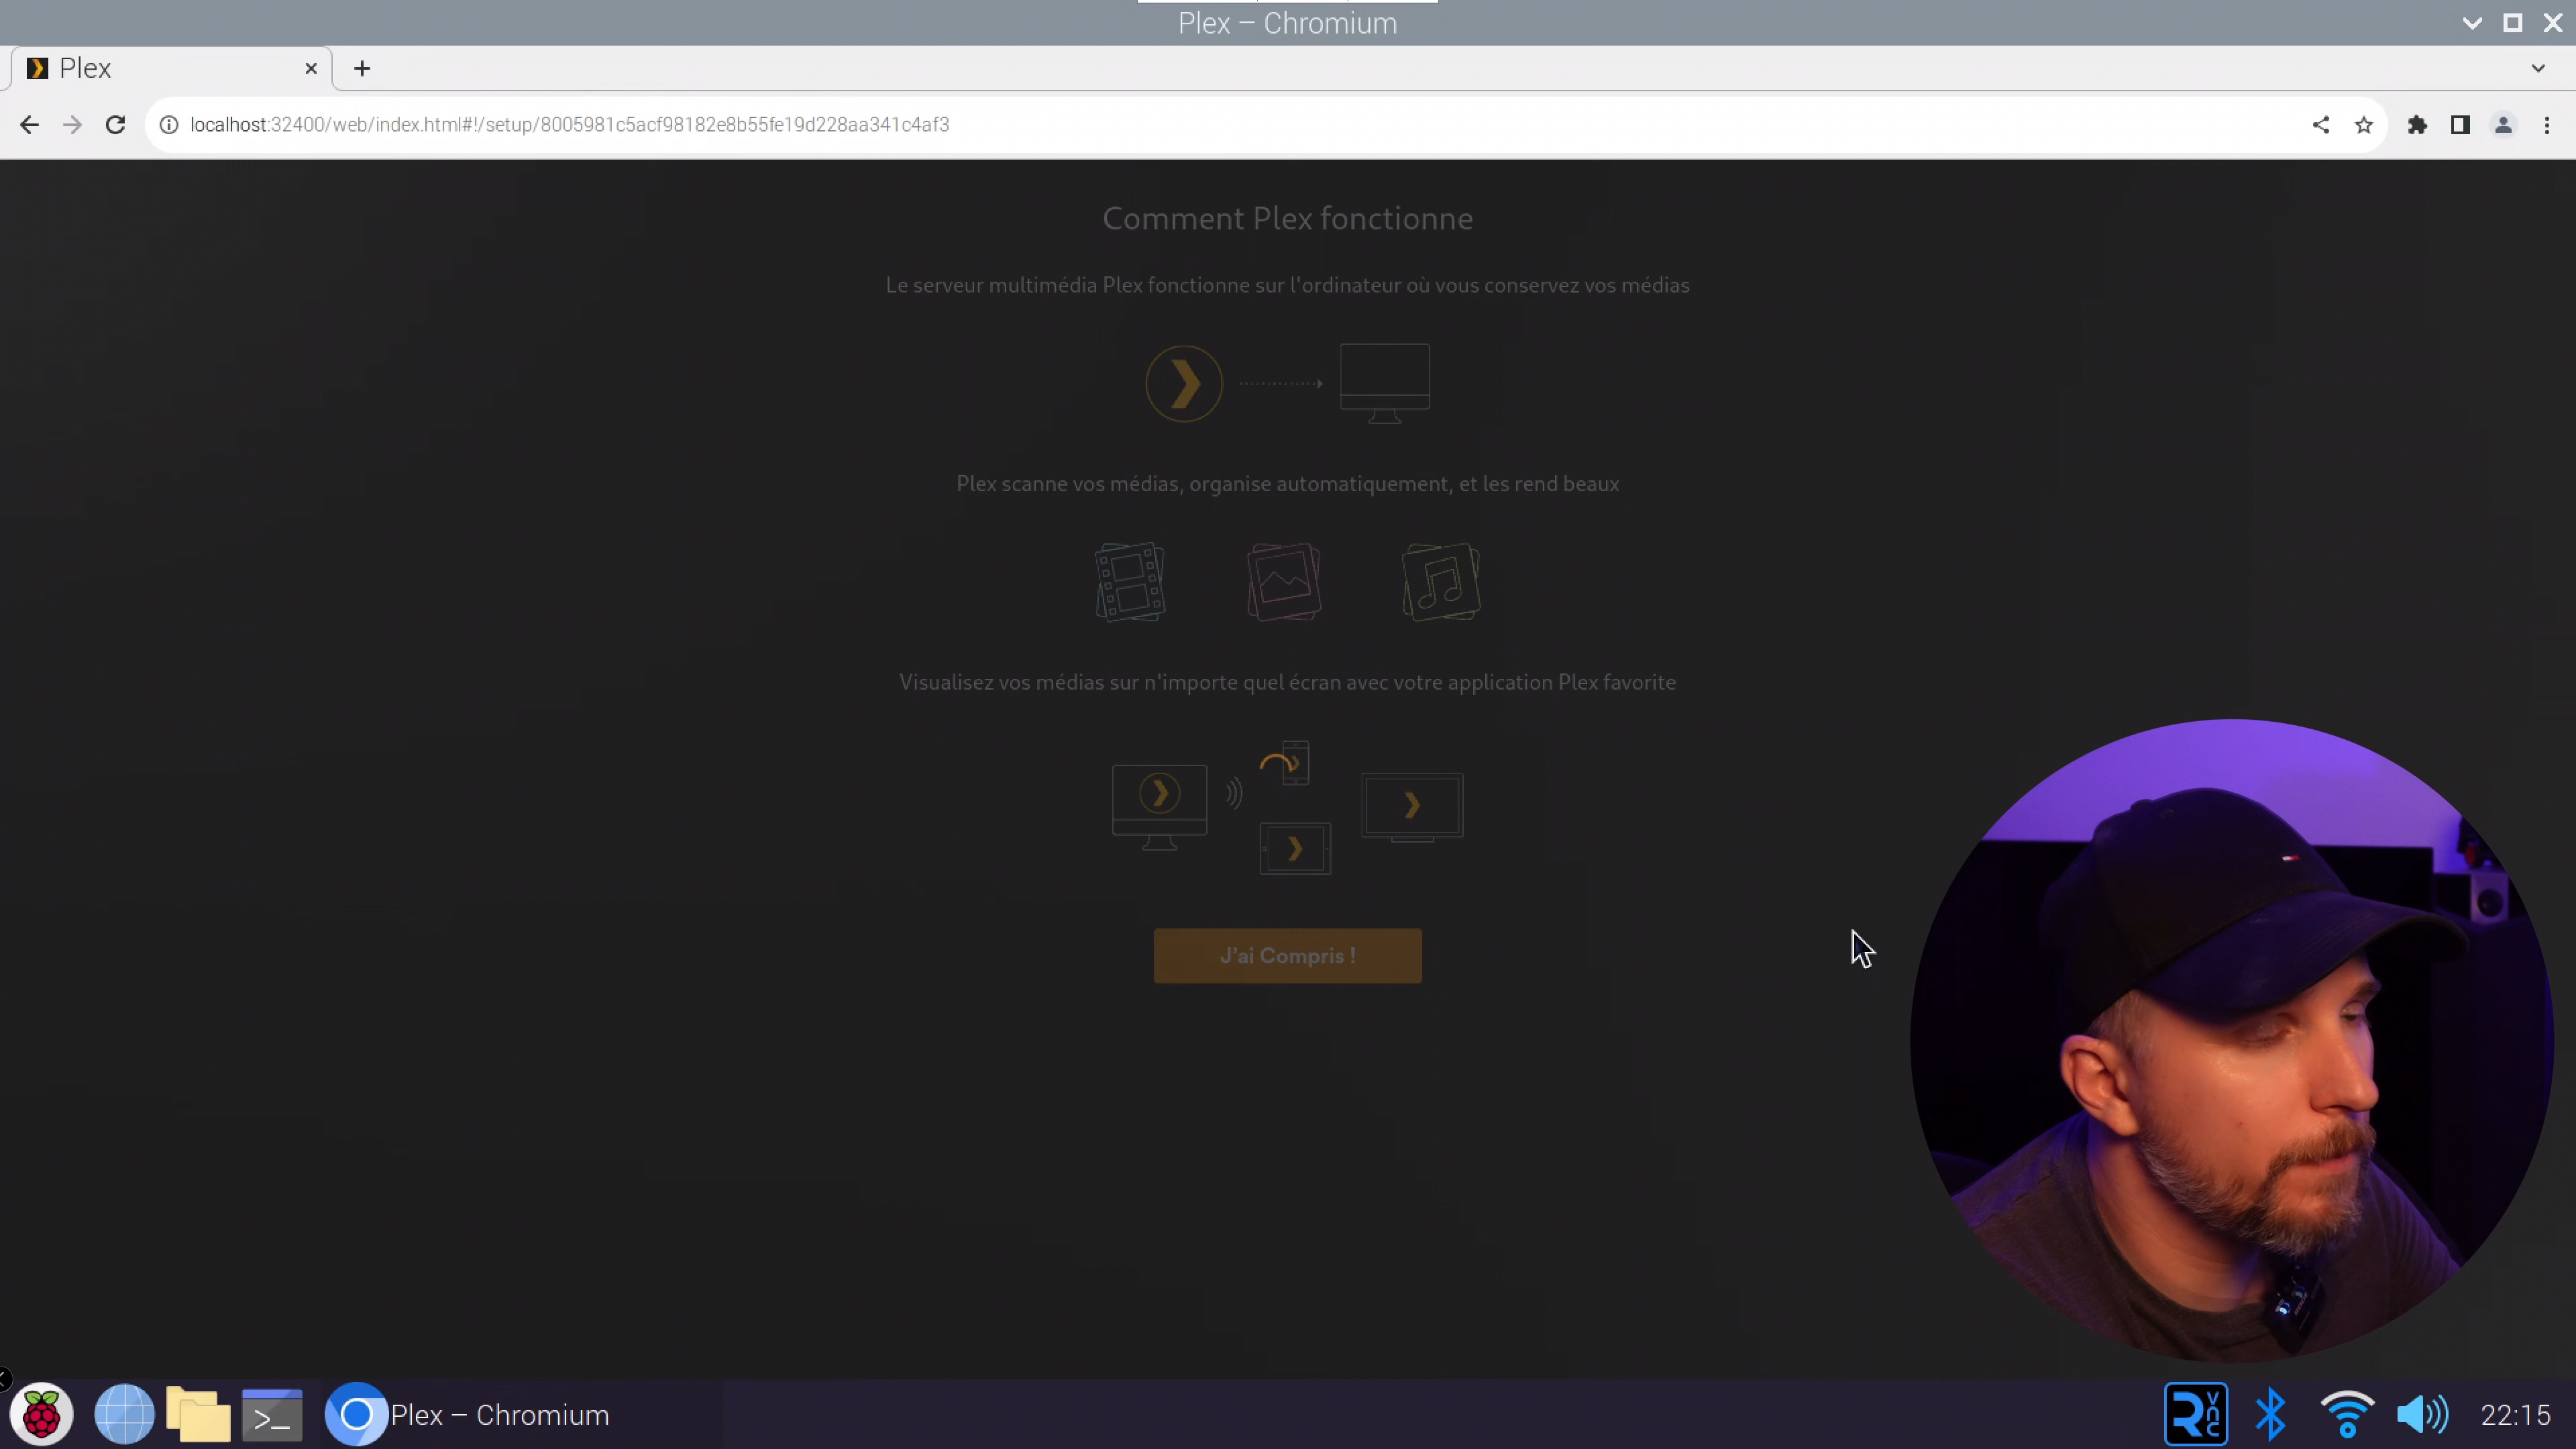 Plex – Chromium
Plex
localhost:32400/web/index.html#!/setup/8005981c5acf98182e8b55fe19d228aa341c4af3
Comment Plex fonctionne
Le serveur multimédia Plex fonctionne sur l'ordinateur où vous conservez vos médias
Plex scanne vos médias, organise automatiquement, et les rend beaux
Visualisez vos médias sur n'importe quel écran avec votre application Plex favorite
J'ai Compris !
>_
Plex – Chromium
R VNC
22:15